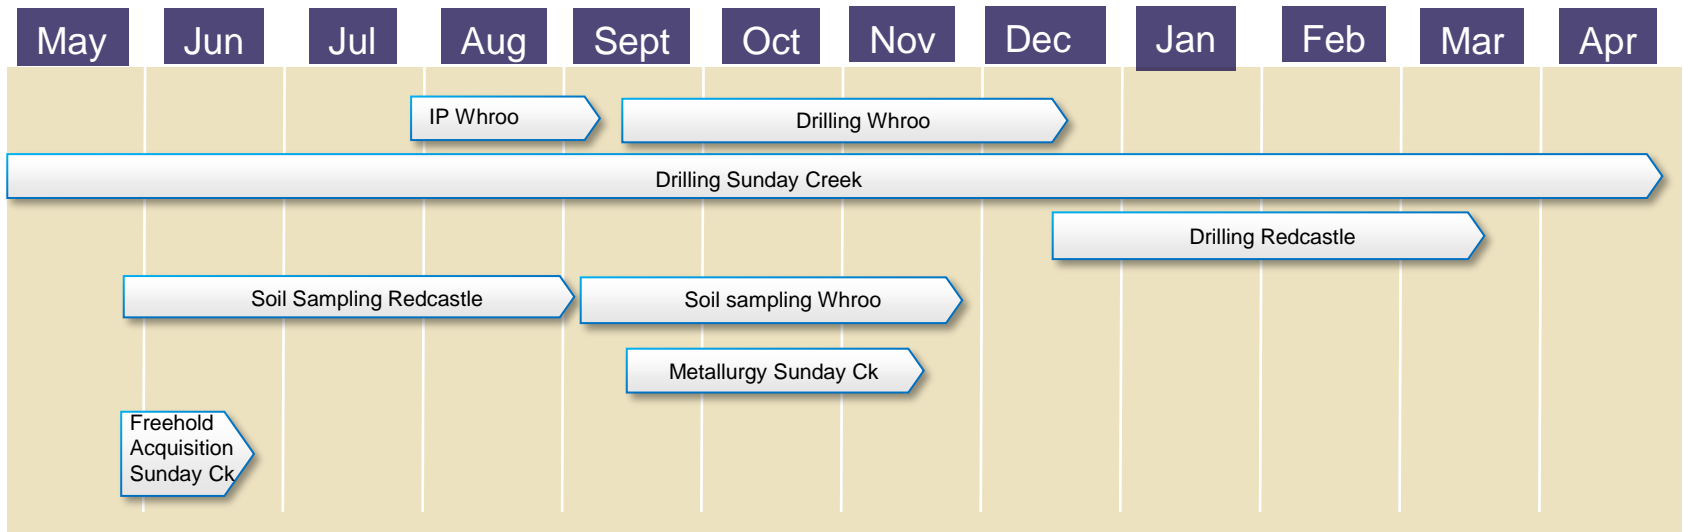 May Jun Jul Aug Sept Oct Nov Dec Jan Feb Mar Apr
IP Whroo
Drilling Whroo
Drilling Sunday Creek
Drilling Redcastle
Soil Sampling Redcastle
Soil sampling Whroo
Metallurgy Sunday Ck
Freehold
Acquisition
Sunday Ck